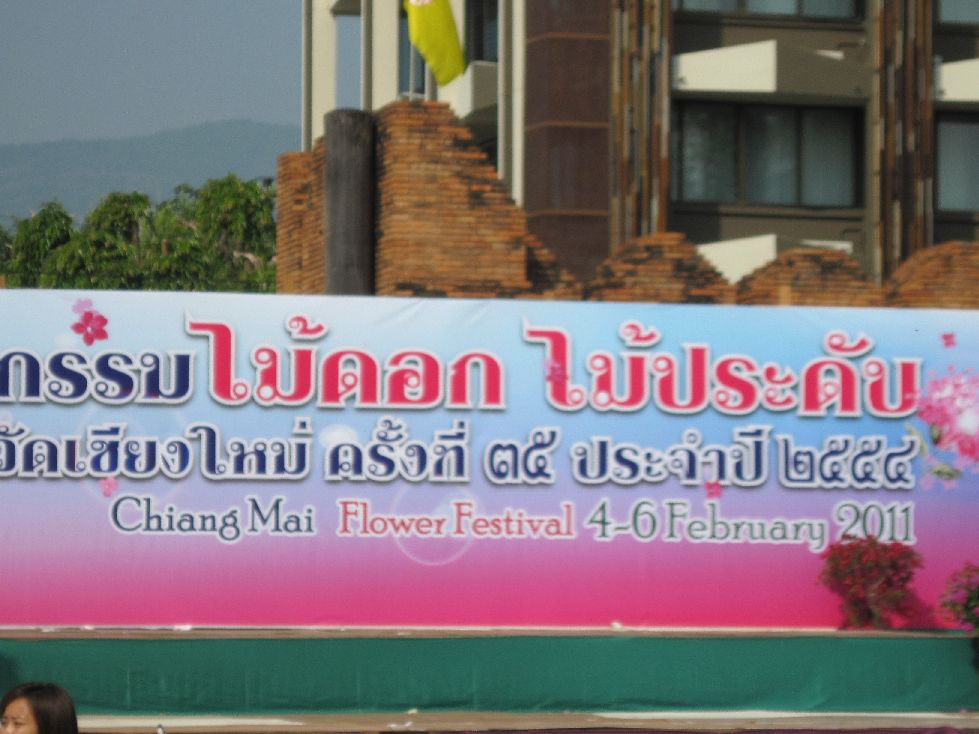 กรรมไม้ดอก ไม้ประดับ
วัดเชียงใหม่ ครั้งที่ ๓๕ ประจำปี ๒๕๕๔
Chiang Mai Flower Festival 4-6 February 2011